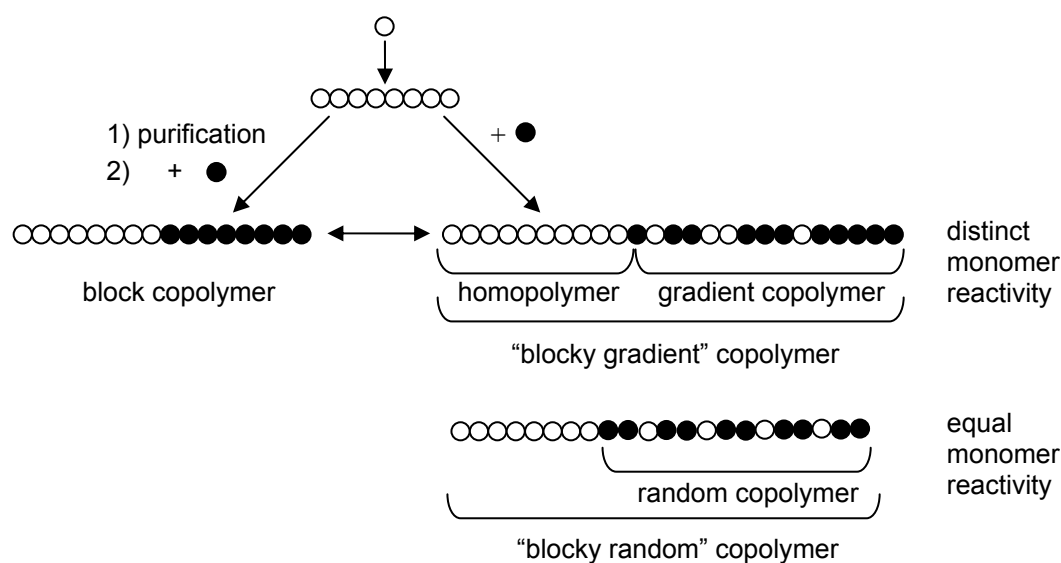 1) purification
2) +
+
distinct
monomer
reactivity
block copolymer
homopolymer
gradient copolymer
“blocky gradient” copolymer
equal
monomer
reactivity
random copolymer
“blocky random” copolymer